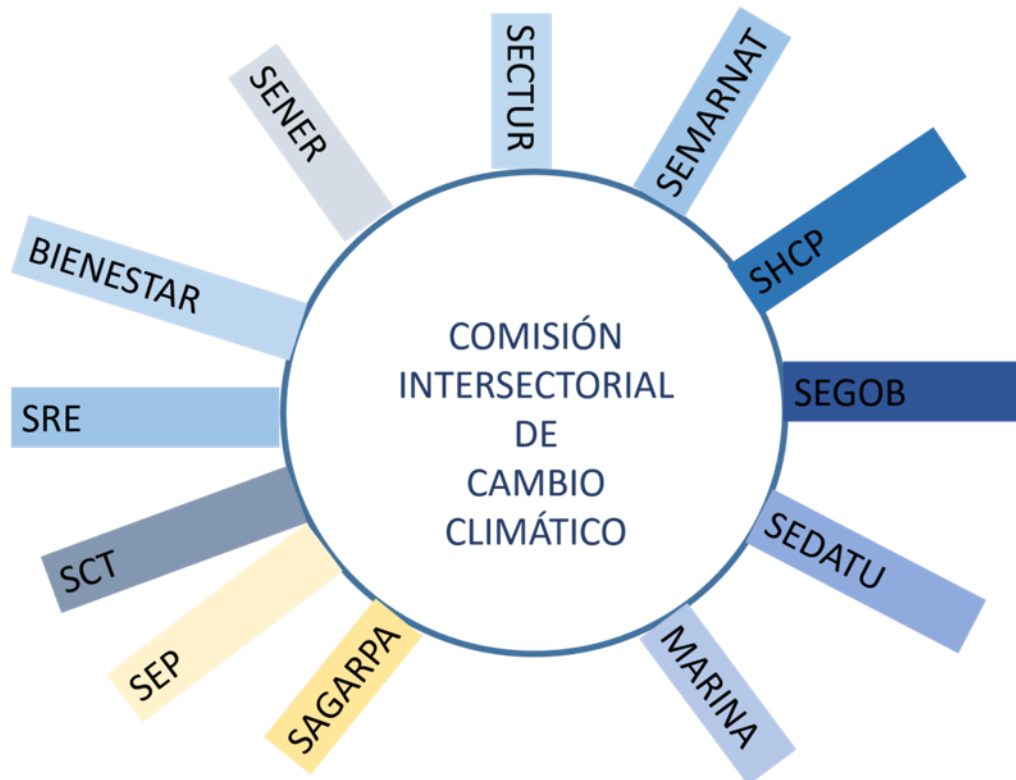 SECTUR
SEMARNAT
SHCP
SEGOB
SEDATU
MARINA
SAGARPA
SEP
SCT
SRE
BIENESTAR
SENER
COMISIÓN
INTERSECTORIAL
DE
CAMBIO
CLIMÁTICO